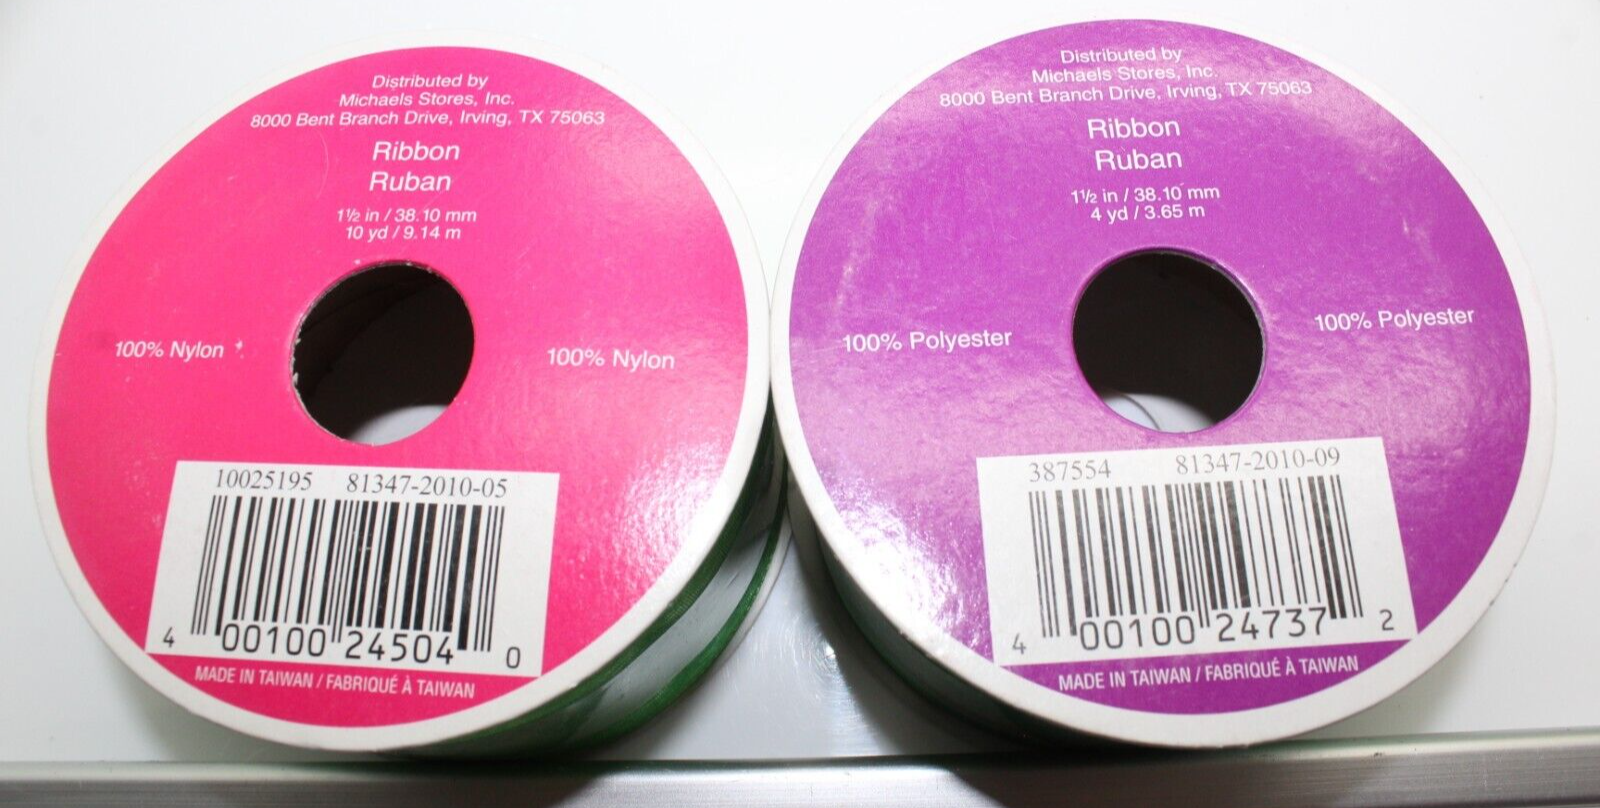 Distributed by
Michaels Stores, Inc.
8000 Bent Branch Drive, Irving, TX 75063
Ribbon
Ruban
1½ in / 38.10 mm
10 yd / 9.14 m
100% Nylon
100% Nylon
10025195 81347-2010-05
4 00100 24504 0
MADE IN TAIWAN / FABRIQUÉ À TAIWAN
Distributed by
Michaels Stores, Inc.
8000 Bent Branch Drive, Irving, TX 75063
Ribbon
Ruban
1½ in / 38.10 mm
4 yd / 3.65 m
100% Polyester
100% Polyester
387554 81347-2010-09
4 00100 24737 2
MADE IN TAIWAN / FABRIQUÉ À TAIWAN